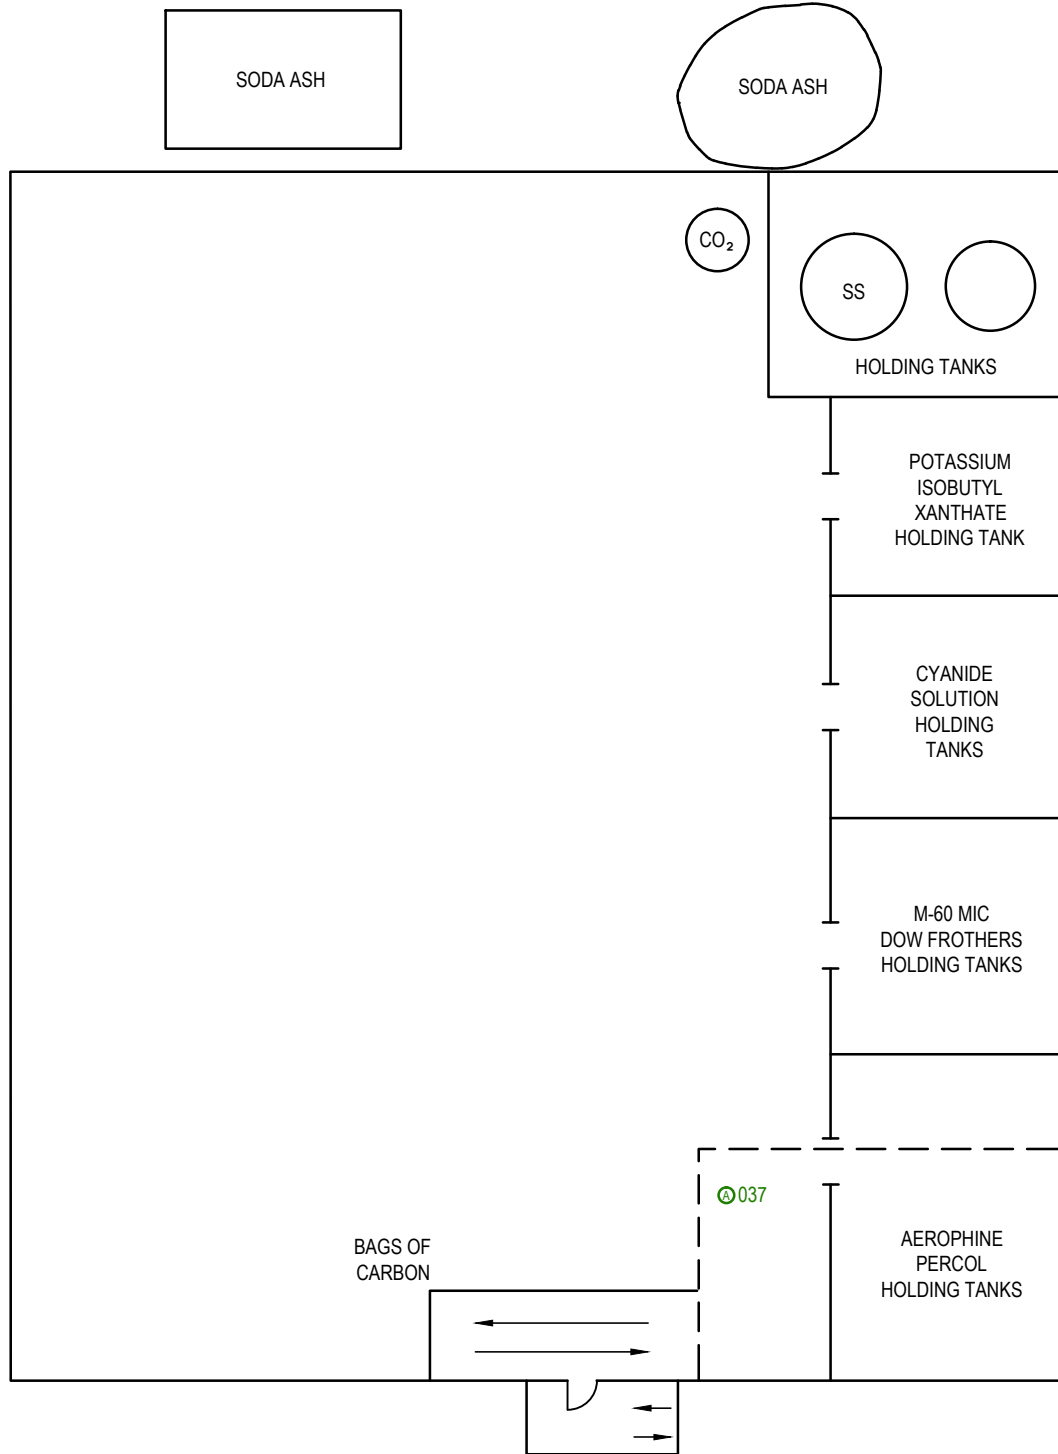 SODA ASH
SODA ASH
CO₂
SS
HOLDING TANKS
POTASSIUM
ISOBUTYL
XANTHATE
HOLDING TANK
CYANIDE
SOLUTION
HOLDING
TANKS
M-60 MIC
DOW FROTHERS
HOLDING TANKS
A 037
BAGS OF
CARBON
AEROPHINE
PERCOL
HOLDING TANKS